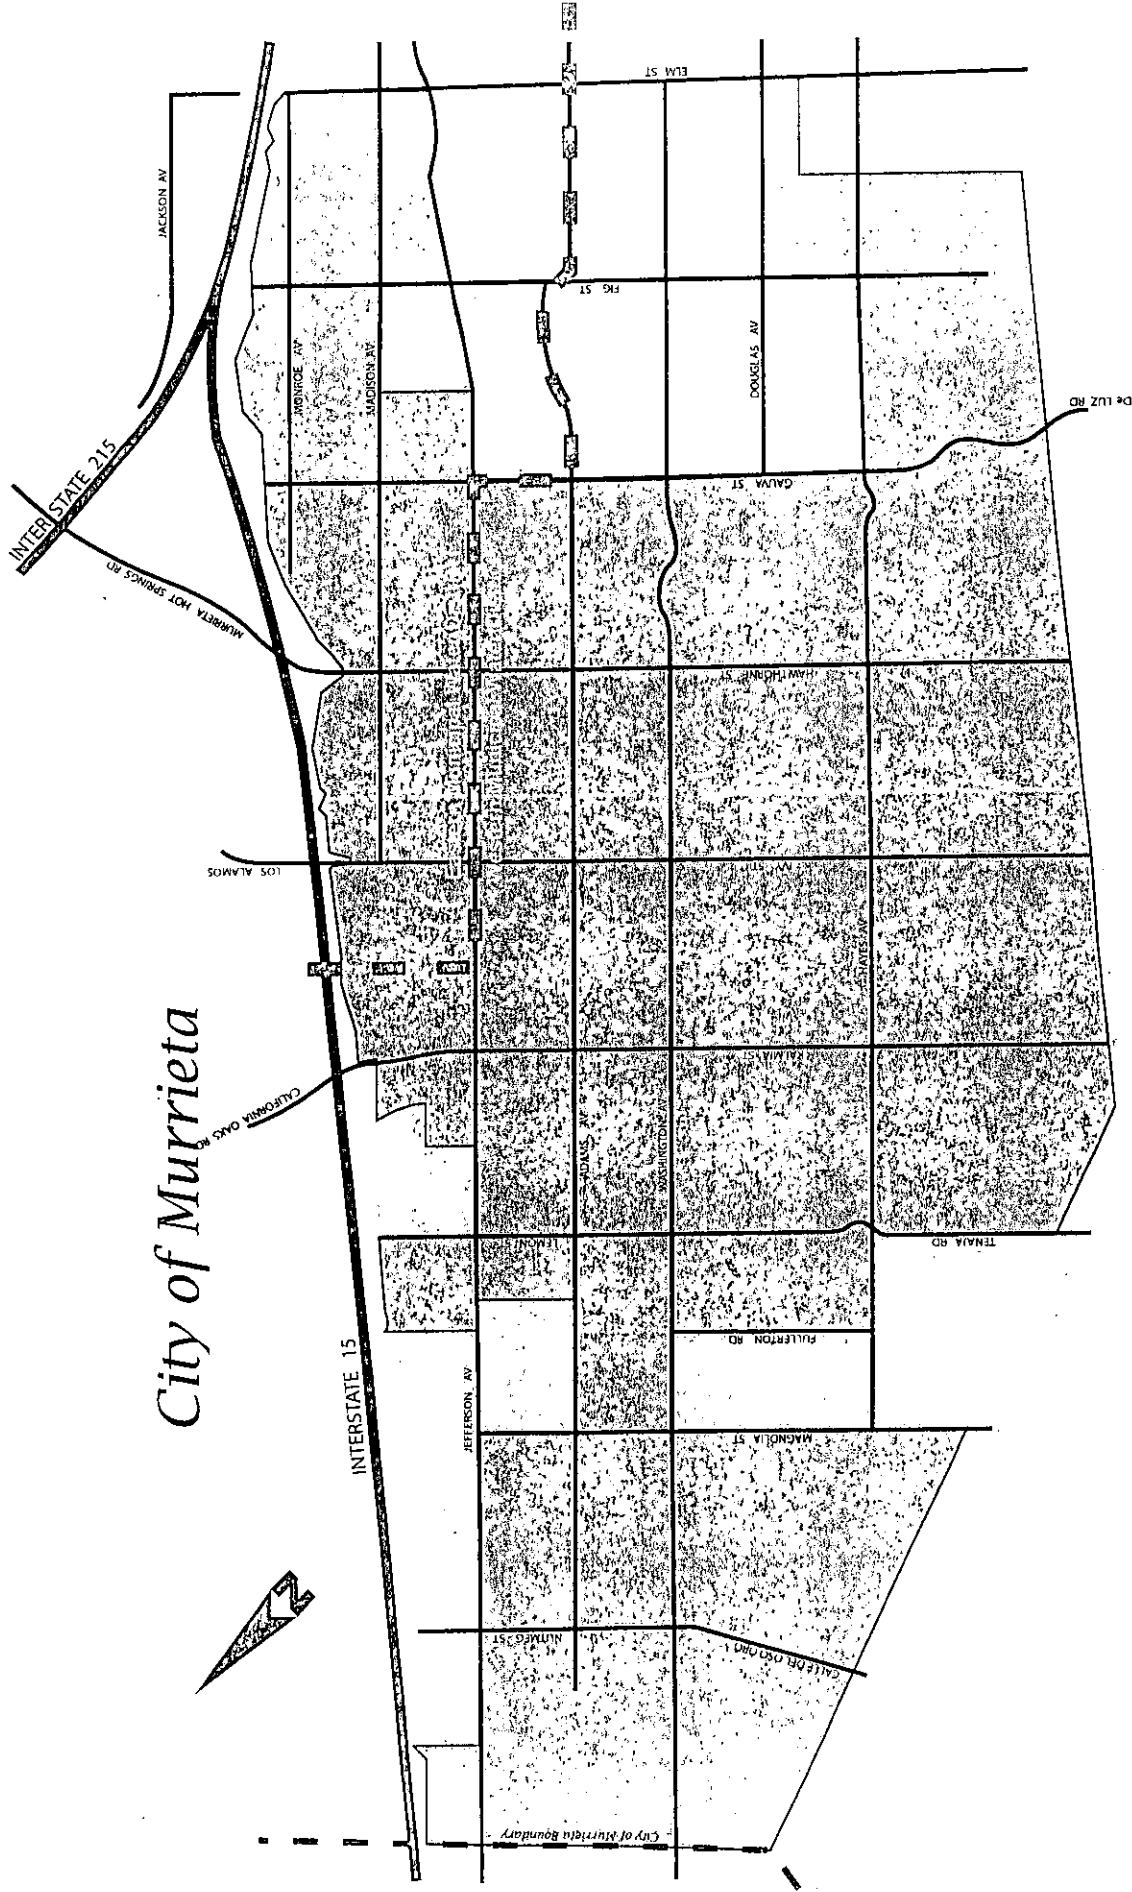 City of Murrieta
ELM ST
JACKSON AV
FIG ST
MONROE AV
MADISON AV
DOUGLAS AV
De LUZ RD
INTERSTATE 215
GAUVA ST
MURRIETA HOT SPRINGS RD
HAWTHORNE ST
LOS ALAMOS
HAYES AV
KALMIA ST
CALIFORNIA OAKS RD
ADAMS AV
WASHINGTON
LEMON
TENAJA RD
FULLERTON RD
INTERSTATE 15
JEFFERSON AV
MAGNOLIA ST
N
NUTMEG ST
CALLE DEL OSO ORO
City of Murrieta Boundary